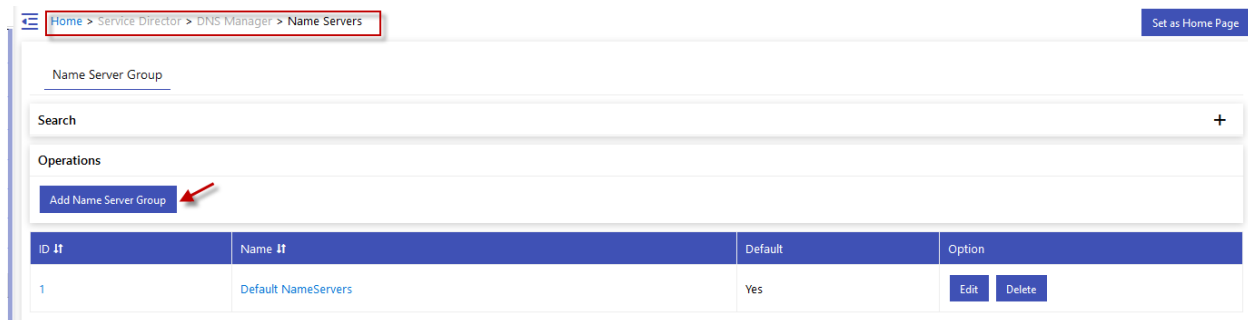 Home > Service Director > DNS Manager > Name Servers
Set as Home Page
Name Server Group
Search
Operations
Add Name Server Group
ID Name Default Option
1 Default NameServers Yes Edit Delete